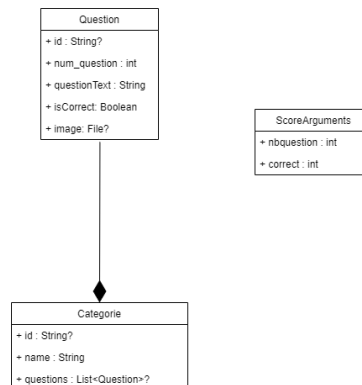 Question
+ id : String?
+ num_question : int
+ questionText : String
+ isCorrect: Boolean
+ image: File?
ScoreArguments
+ nbquestion : int
+ correct : int
Categorie
+ id : String?
+ name : String
+ questions : List<Question>?